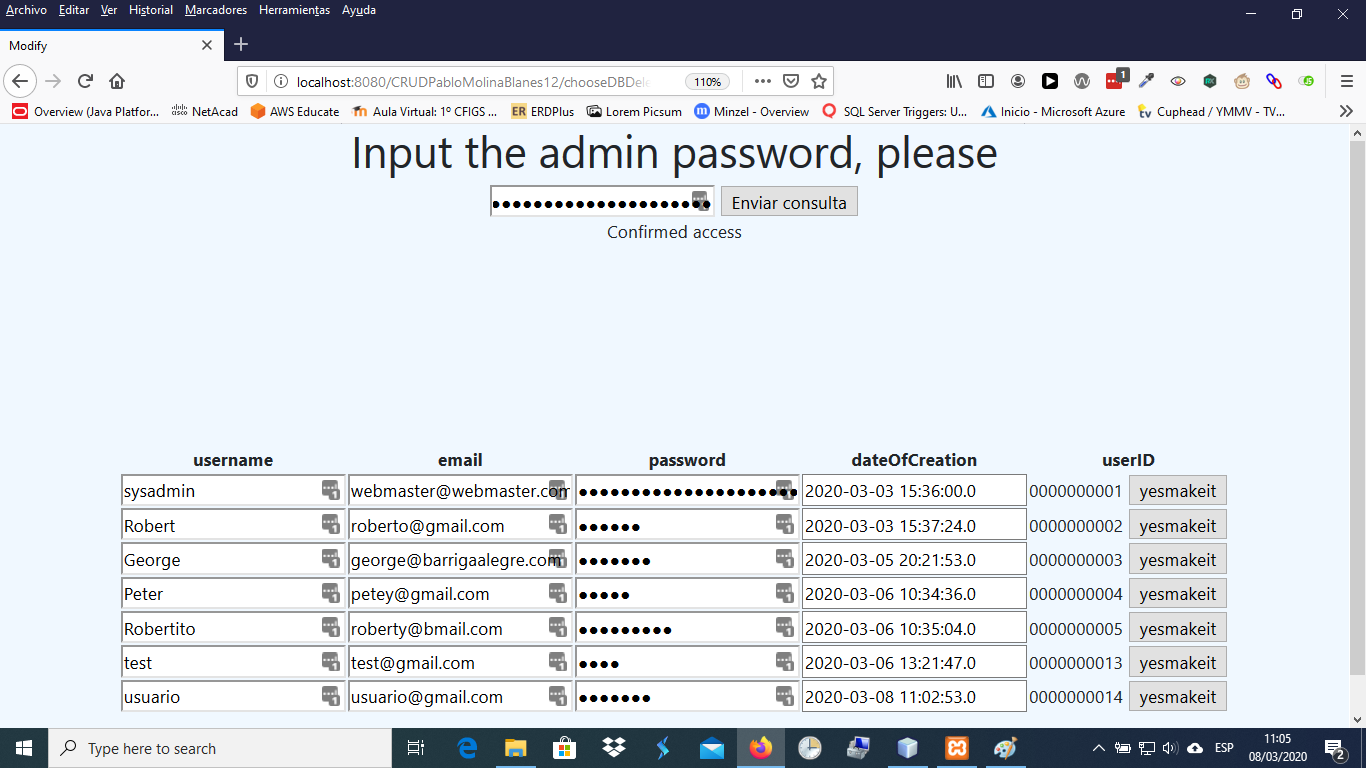 Archivo Editar Ver Historial Marcadores Herramientas Ayuda
Modify
localhost:8080/CRUDPabloMolinaBlanes12/chooseDBDele 110%
1
Overview (Java Platfor... NetAcad AWS Educate Aula Virtual: 1º CFIGS ... ERDPlus Lorem Picsum Minzel - Overview SQL Server Triggers: U... Inicio - Microsoft Azure Cuphead / YMMV - TV...
Input the admin password, please
Enviar consulta
Confirmed access
username email password dateOfCreation userID
sysadmin webmaster@webmaster.com 2020-03-03 15:36:00.0 0000000001 yesmakeit
Robert roberto@gmail.com 2020-03-03 15:37:24.0 0000000002 yesmakeit
George george@barrigaalegre.com 2020-03-05 20:21:53.0 0000000003 yesmakeit
Peter petey@gmail.com 2020-03-06 10:34:36.0 0000000004 yesmakeit
Robertito roberty@bmail.com 2020-03-06 10:35:04.0 0000000005 yesmakeit
test test@gmail.com 2020-03-06 13:21:47.0 0000000013 yesmakeit
usuario usuario@gmail.com 2020-03-08 11:02:53.0 0000000014 yesmakeit
Type here to search ESP 11:05 2
08/03/2020